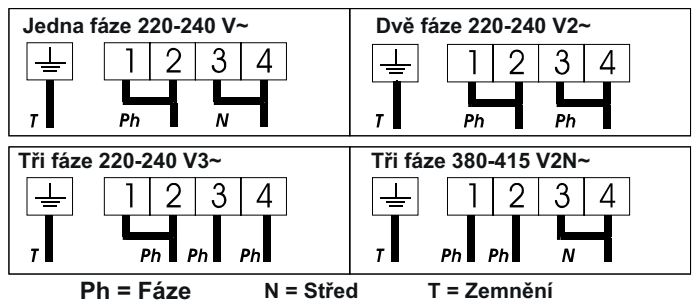 Jedna fáze 220-240 V~
1 2 3 4
T Ph N
Dvě fáze 220-240 V2~
1 2 3 4
T Ph Ph
Tři fáze 220-240 V3~
1 2 3 4
T Ph Ph Ph
Tři fáze 380-415 V2N~
1 2 3 4
T Ph Ph N
Ph = Fáze N = Střed T = Zemnění